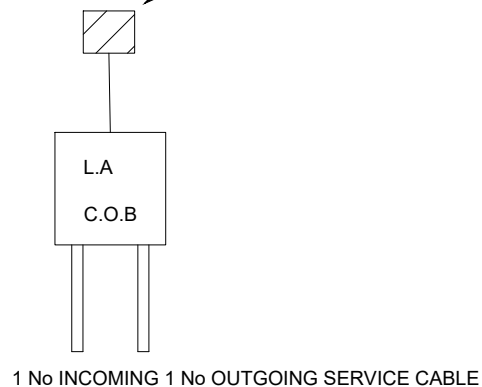 L.A
C.O.B
1 No INCOMING 1 No OUTGOING SERVICE CABLE